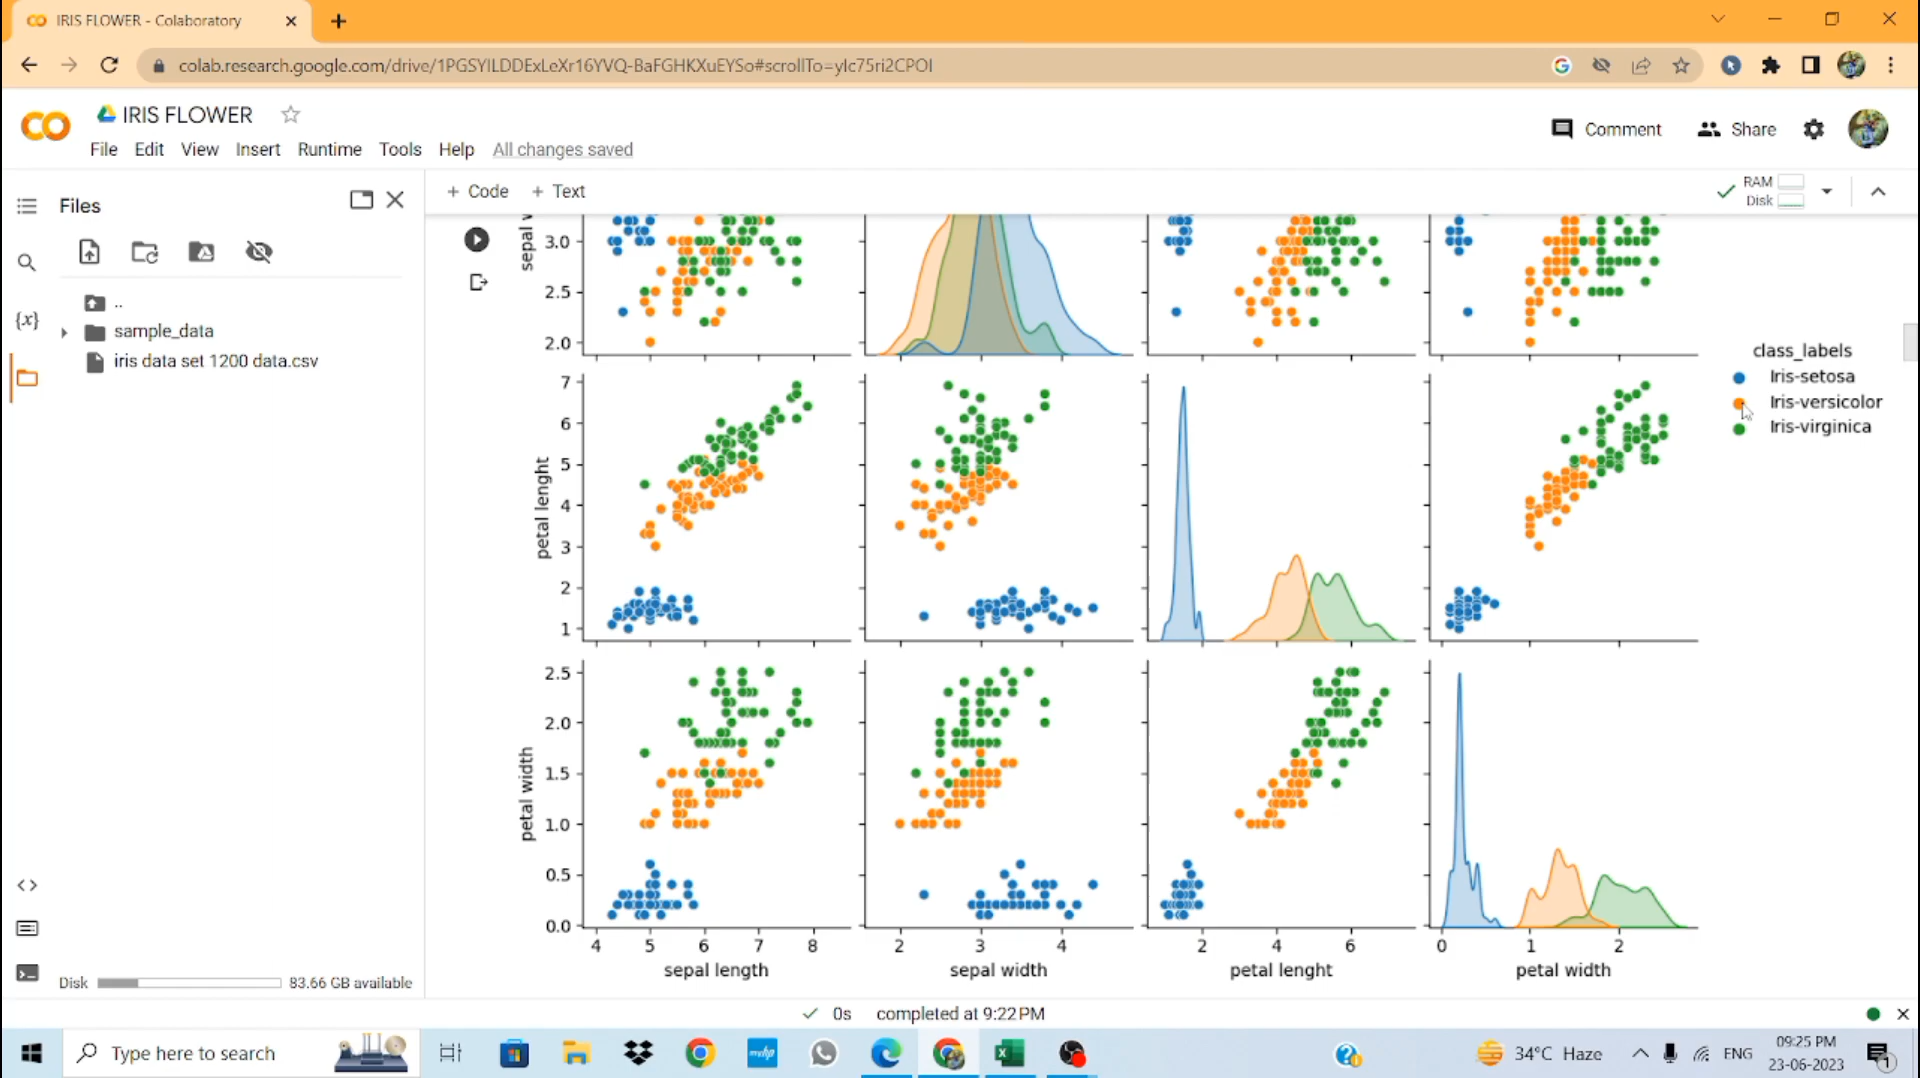 IRIS FLOWER - Colaboratory
colab.research.google.com/drive/1PGSYILDDExLeXr16YVQ-BaFGHKXuEYSo#scrollTo=ylc75ri2CPOI
IRIS FLOWER
Comment
Share
File Edit View Insert Runtime Tools Help All changes saved
Files
+ Code + Text
RAM
Disk
..
sample_data
iris data set 1200 data.csv
{x}
3.0
2.5
2.0
class_labels
Iris-setosa
Iris-versicolor
Iris-virginica
petal lenght
7
6
5
4
3
2
1
petal width
2.5
2.0
1.5
1.0
0.5
0.0
4 5 6 7 8
2 3 4
2 4 6
0 1 2
sepal length
sepal width
petal lenght
petal width
Disk 83.66 GB available
0s completed at 9:22 PM
Type here to search
34°C Haze
ENG
09:25 PM
23-06-2023
1